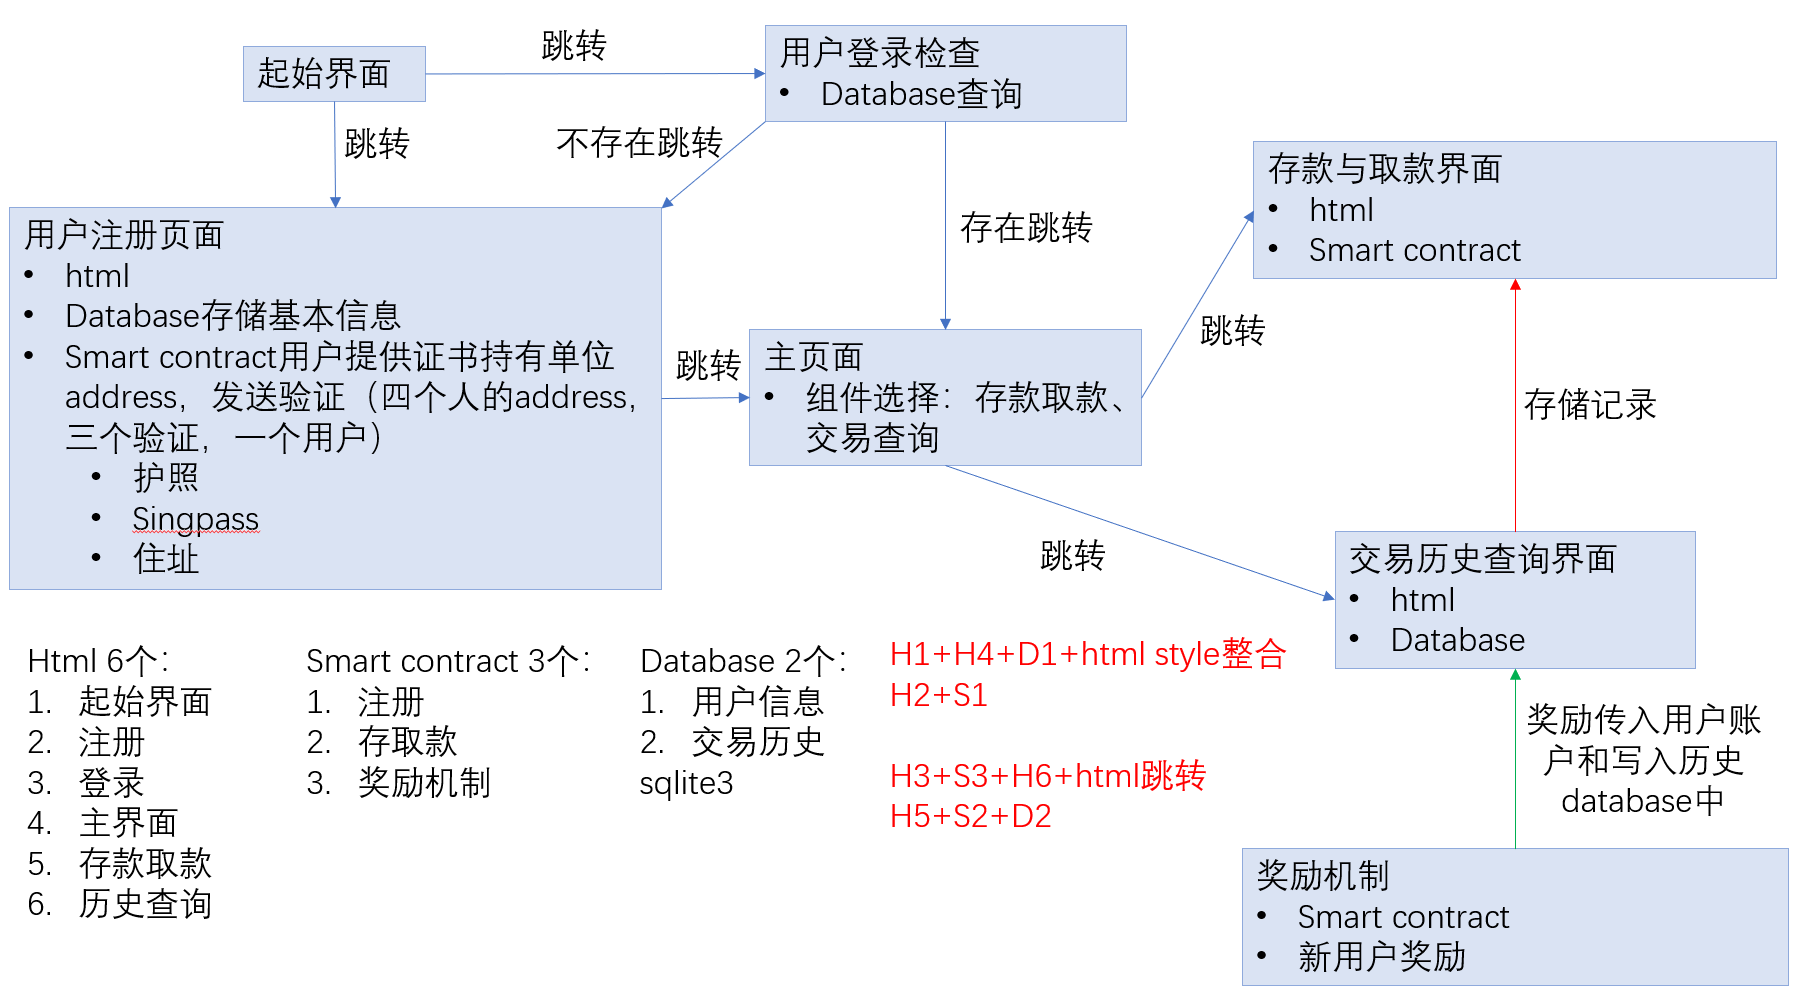 起始界面
跳转
用户登录检查
• Database查询
跳转
不存在跳转
存在跳转
用户注册页面
• html
• Database存储基本信息
• Smart contract用户提供证书持有单位
address，发送验证（四个人的address，
三个验证，一个用户）
• 护照
• Singpass
• 住址
跳转
主页面
• 组件选择：存款取款、
交易查询
跳转
存款与取款界面
• html
• Smart contract
存储记录
跳转
交易历史查询界面
• html
• Database
奖励传入用户账
户和写入历史
database中
奖励机制
• Smart contract
• 新用户奖励
Html 6个：
1. 起始界面
2. 注册
3. 登录
4. 主界面
5. 存款取款
6. 历史查询
Smart contract 3个：
1. 注册
2. 存取款
3. 奖励机制
Database 2个：
1. 用户信息
2. 交易历史
sqlite3
H1+H4+D1+html style整合
H2+S1
H3+S3+H6+html跳转
H5+S2+D2